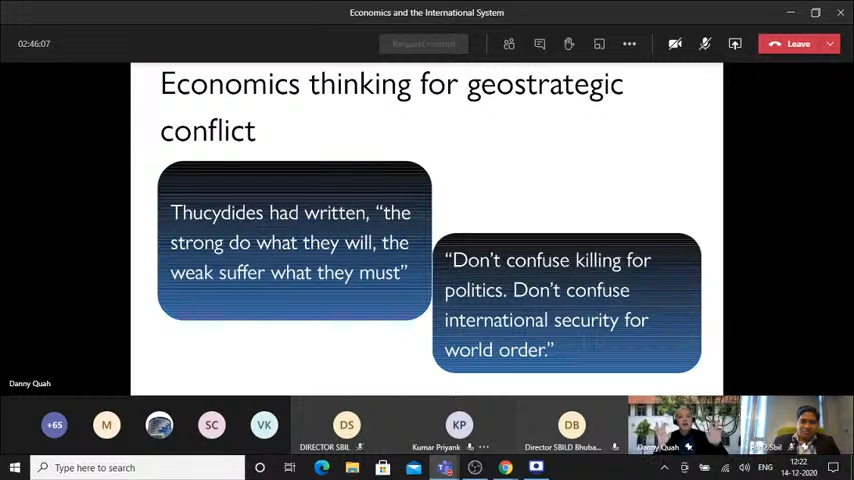 Economics and the International System
02:46:07
Request control
Leave
Economics thinking for geostrategic
conflict
Thucydides had written, “the
strong do what they will, the
weak suffer what they must”
“Don’t confuse killing for
politics. Don’t confuse
international security for
world order.”
Danny Quah
+65
M
SC
VK
DS
KP
DB
DIRECTOR SBIL
Kumar Priyank
Director SBILD Bhuba...
Danny Quah
Sbil
Type here to search
ENG
12:22
14-12-2020